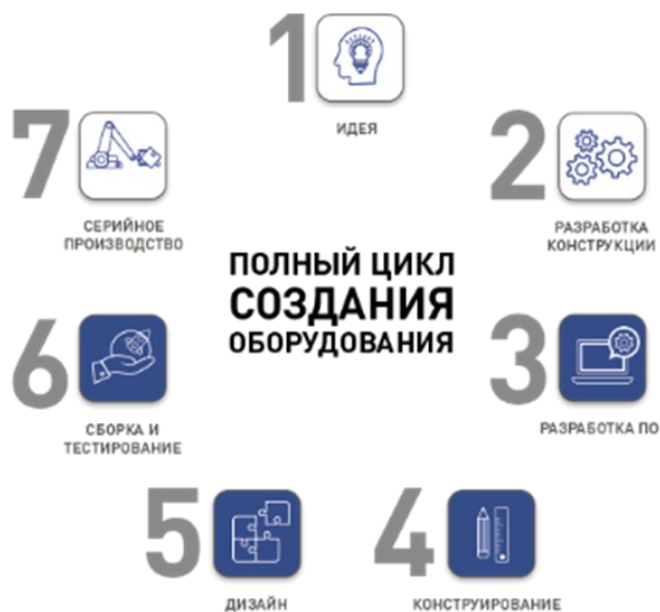 1
ИДЕЯ
2
РАЗРАБОТКА
КОНСТРУКЦИИ
3
РАЗРАБОТКА ПО
4
КОНСТРУИРОВАНИЕ
5
ДИЗАЙН
6
СБОРКА И
ТЕСТИРОВАНИЕ
7
СЕРИЙНОЕ
ПРОИЗВОДСТВО
ПОЛНЫЙ ЦИКЛ
СОЗДАНИЯ
ОБОРУДОВАНИЯ